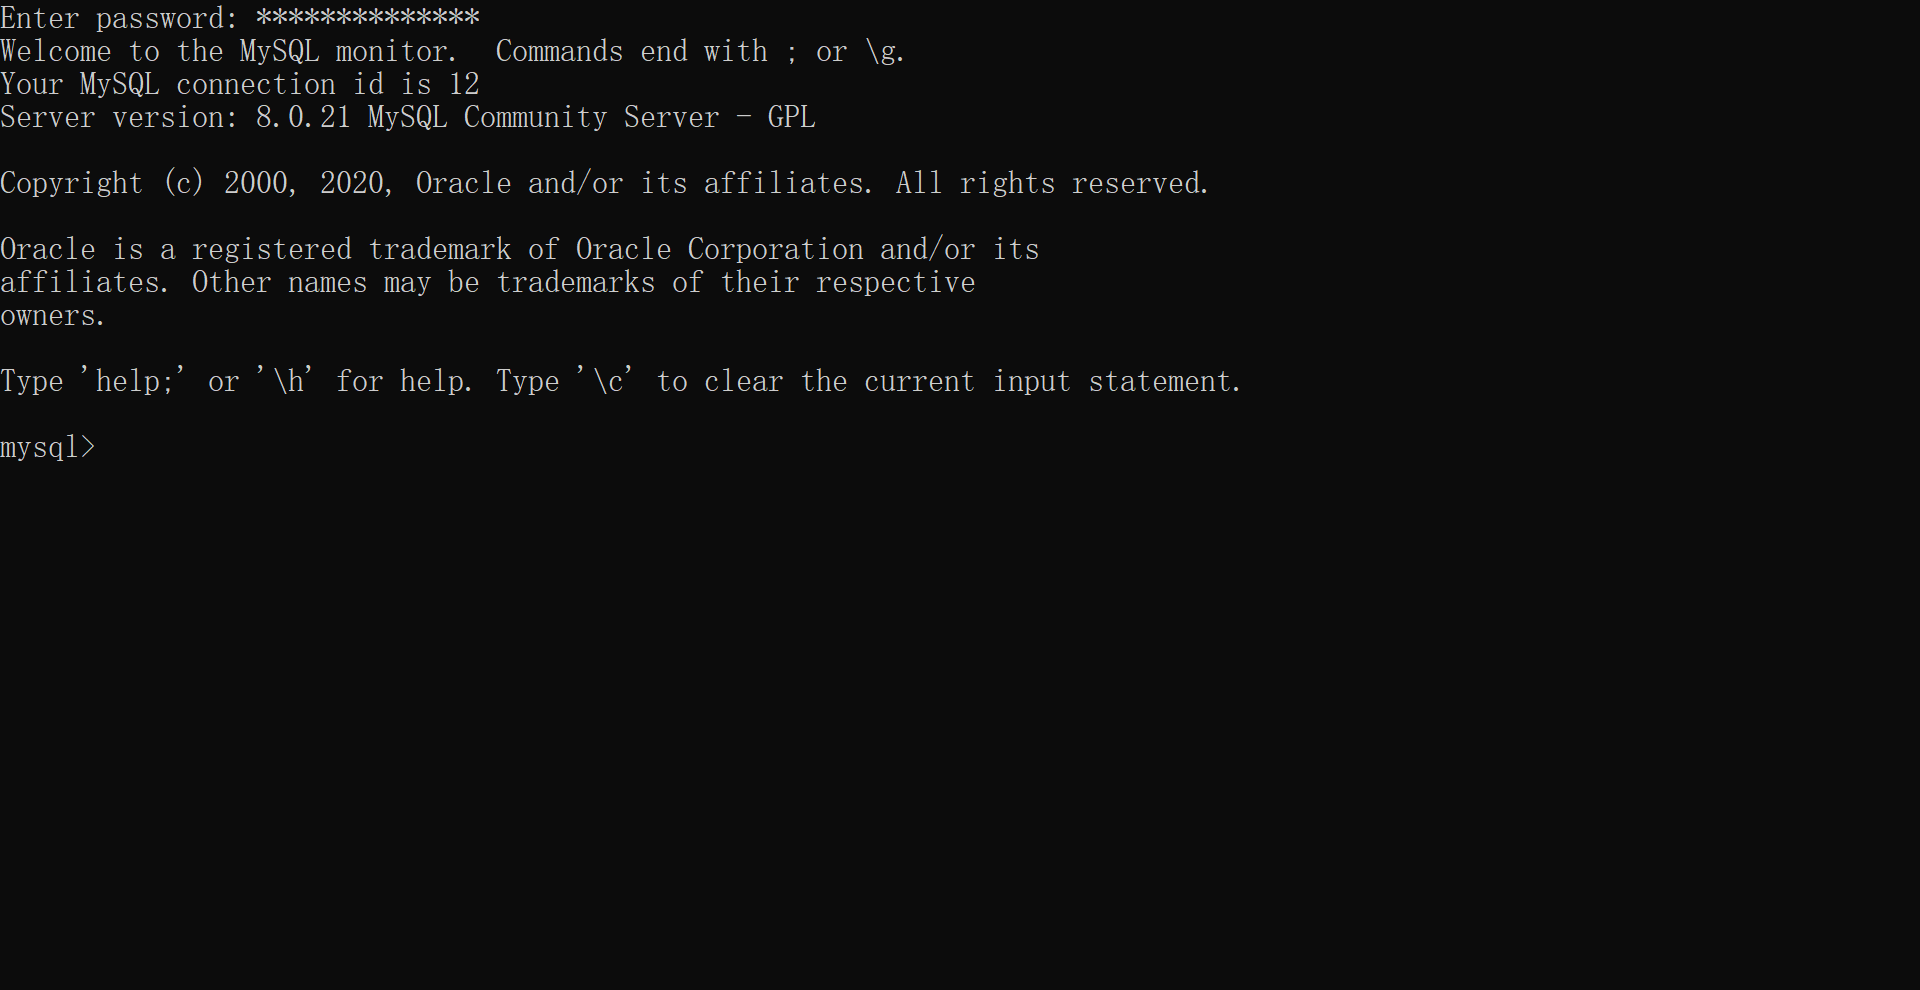 Enter password: **************
Welcome to the MySQL monitor.  Commands end with ; or \g.
Your MySQL connection id is 12
Server version: 8.0.21 MySQL Community Server - GPL
Copyright (c) 2000, 2020, Oracle and/or its affiliates. All rights reserved.
Oracle is a registered trademark of Oracle Corporation and/or its
affiliates. Other names may be trademarks of their respective
owners.
Type 'help;' or '\h' for help. Type '\c' to clear the current input statement.
mysql>